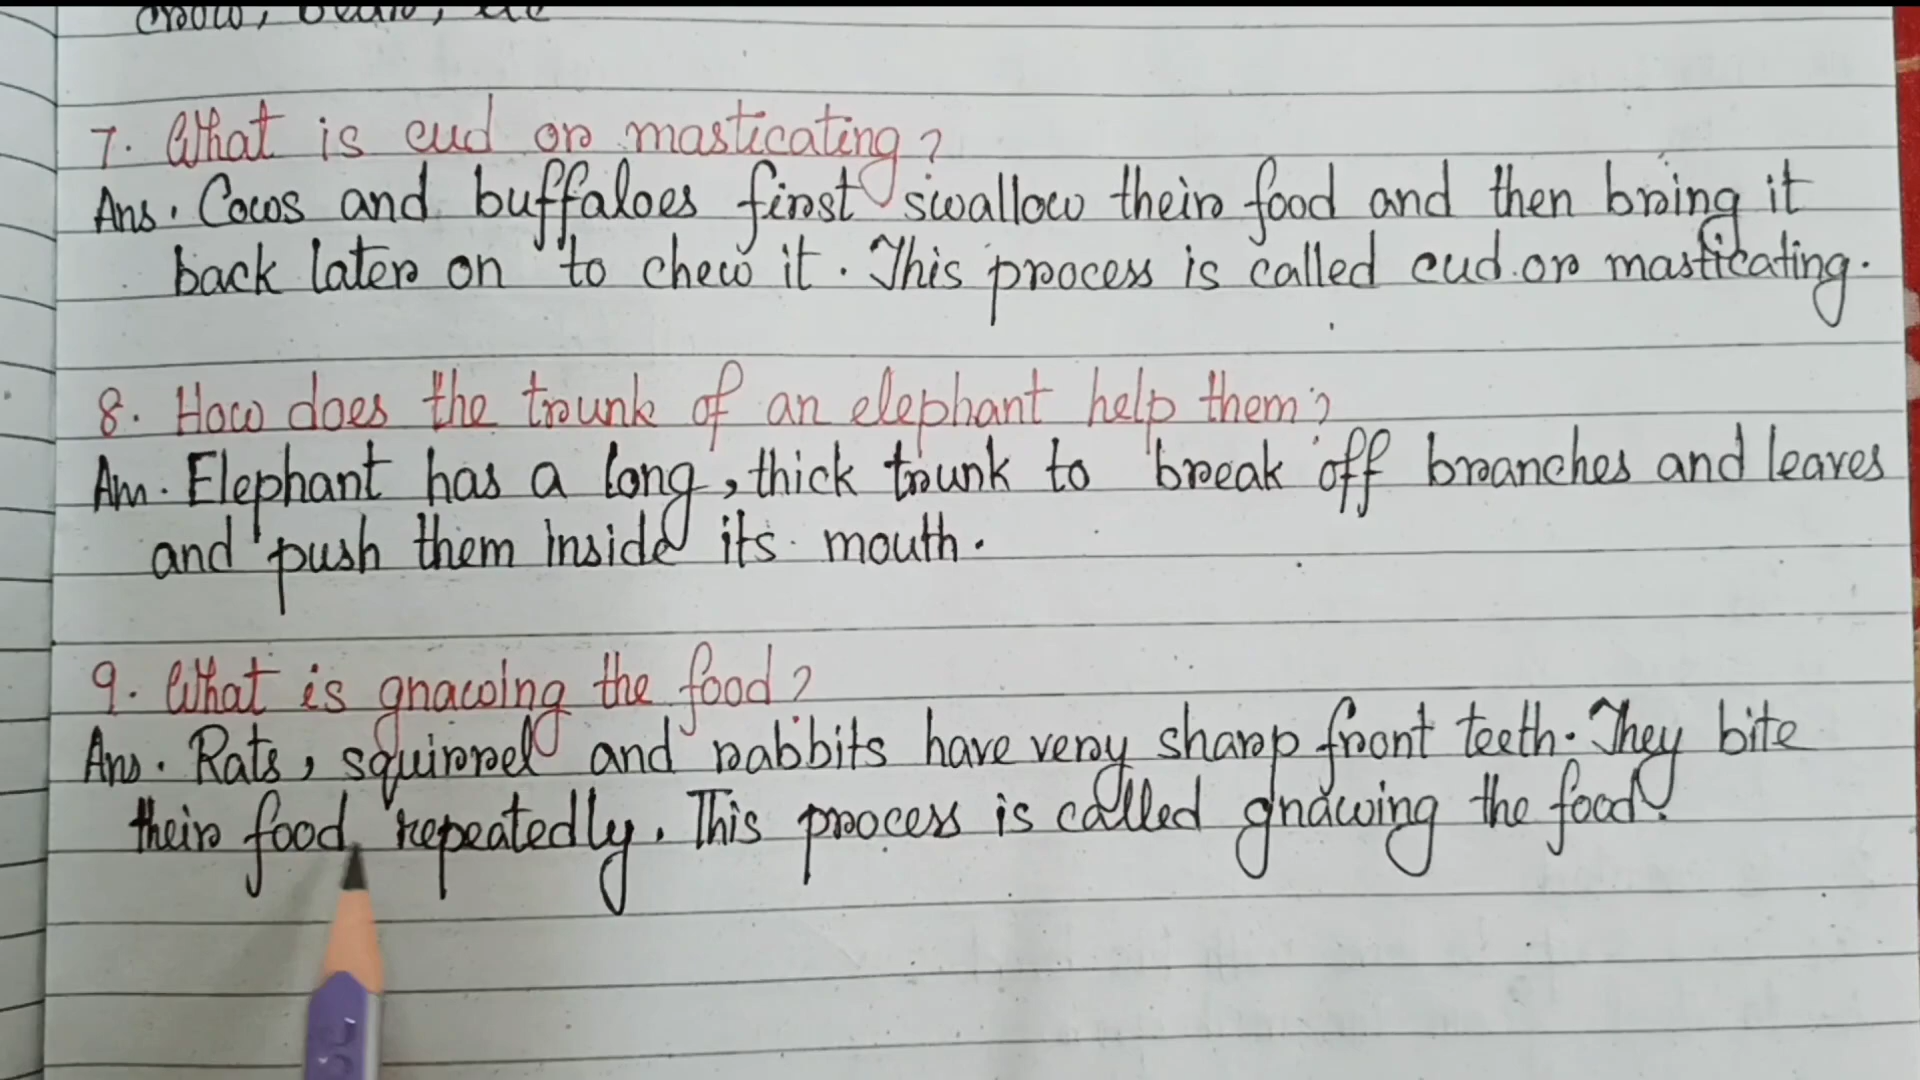 crow, bear, etc
7. What is cud or masticating?
Ans. Cows and buffaloes first swallow their food and then bring it
back later on to chew it. This process is called cud or masticating.
8. How does the trunk of an elephant help them?
Ans. Elephant has a long, thick trunk to break off branches and leaves
and push them inside its mouth.
9. What is gnawing the food?
Ans. Rats, squirrel and rabbits have very sharp front teeth. They bite
their food repeatedly. This process is called gnawing the food.